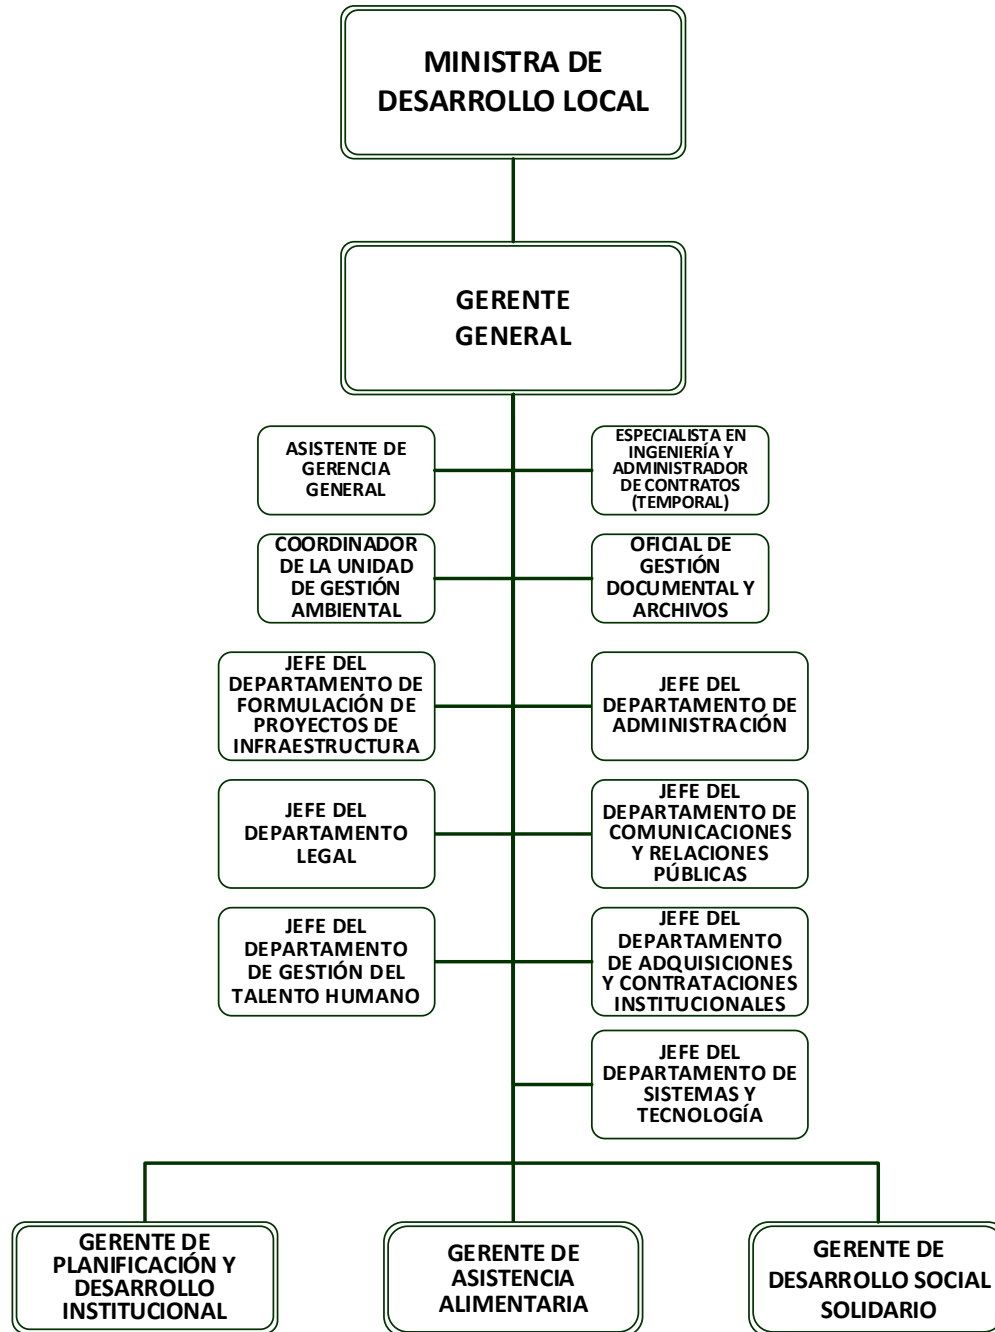 MINISTRA DE
DESARROLLO LOCAL
GERENTE
GENERAL
ASISTENTE DE
GERENCIA
GENERAL
ESPECIALISTA EN
INGENIERÍA Y
ADMINISTRADOR
DE CONTRATOS
(TEMPORAL)
COORDINADOR
DE LA UNIDAD
DE GESTIÓN
AMBIENTAL
OFICIAL DE
GESTIÓN
DOCUMENTAL Y
ARCHIVOS
JEFE DEL
DEPARTAMENTO DE
FORMULACIÓN DE
PROYECTOS DE
INFRAESTRUCTURA
JEFE DEL
DEPARTAMENTO DE
ADMINISTRACIÓN
JEFE DEL
DEPARTAMENTO
LEGAL
JEFE DEL
DEPARTAMENTO DE
COMUNICACIONES
Y RELACIONES
PÚBLICAS
JEFE DEL
DEPARTAMENTO
DE GESTIÓN DEL
TALENTO HUMANO
JEFE DEL
DEPARTAMENTO
DE ADQUISICIONES
Y CONTRATACIONES
INSTITUCIONALES
JEFE DEL
DEPARTAMENTO DE
SISTEMAS Y
TECNOLOGÍA
GERENTE DE
PLANIFICACIÓN Y
DESARROLLO
INSTITUCIONAL
GERENTE DE
ASISTENCIA
ALIMENTARIA
GERENTE DE
DESARROLLO SOCIAL
SOLIDARIO